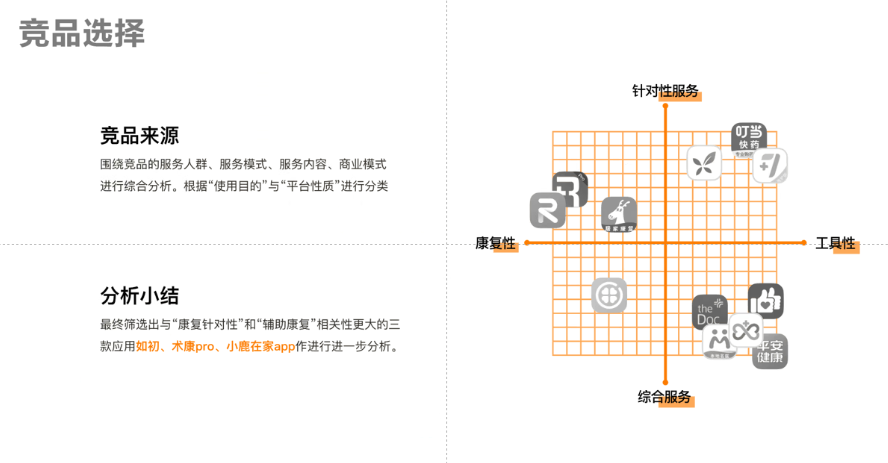 竞品选择
竞品来源
围绕竞品的服务人群、服务模式、服务内容、商业模式
进行综合分析。根据“使用目的”与“平台性质”进行分类
分析小结
最终筛选出与“康复针对性”和“辅助康复”相关性更大的三
款应用如初、术康pro、小鹿在家app作进行进一步分析。
针对性服务
叮当
快药
康复性
工具性
the
Doc
平安
健康
综合服务